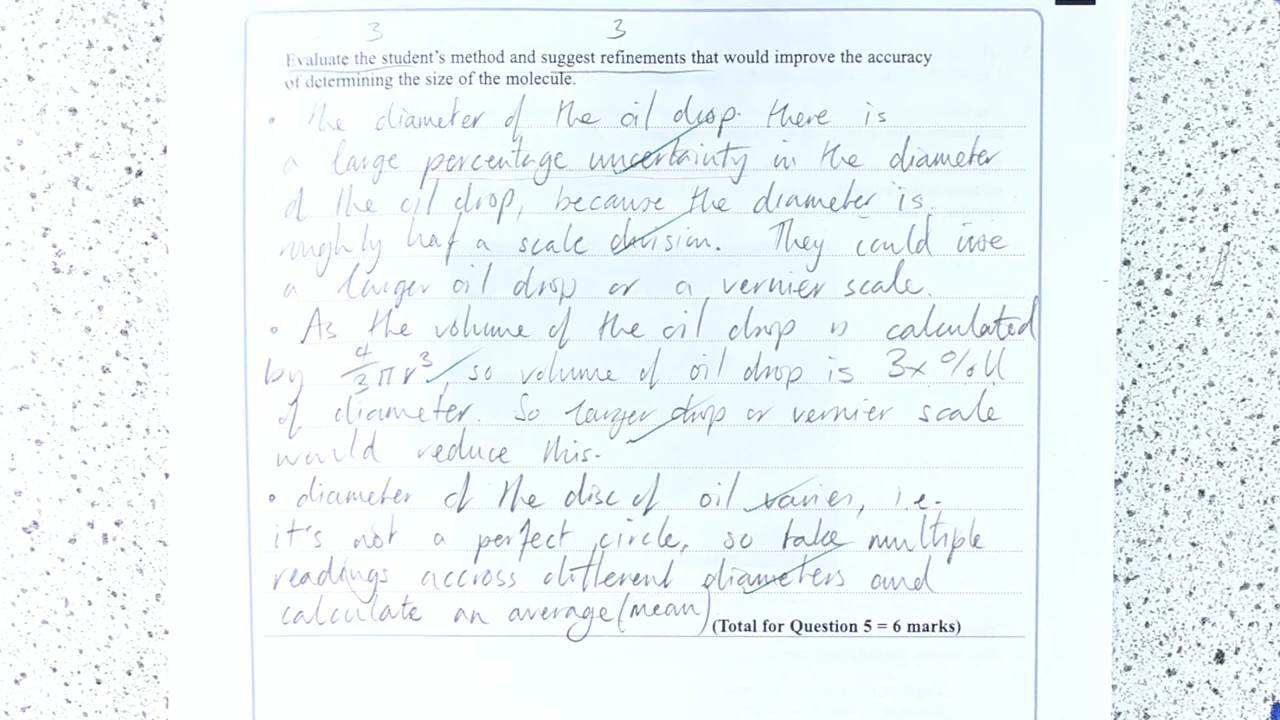 3 3
Evaluate the student's method and suggest refinements that would improve the accuracy
of determining the size of the molecule.
• The diameter of the oil drop. there is
a large percentage uncertainty in the diameter
of the oil drop, because the diameter is
roughly half a scale division. They could use
a larger oil drop or a vernier scale.
• As the volume of the oil drop is calculated
by 4/3 πr³, so volume of oil drop is 3x %U
of diameter. So larger drop or vernier scale
would reduce this.
• diameter of the disc of oil varies, i.e.
it's not a perfect circle, so take multiple
readings accross different diameters and
calculate an average (mean)
(Total for Question 5 = 6 marks)